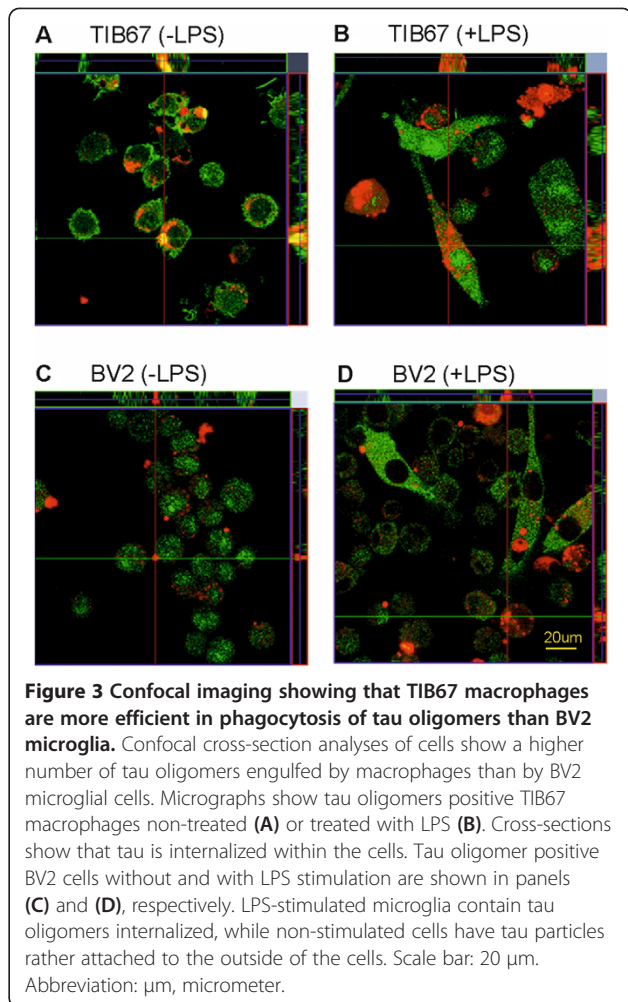 A TIB67 (-LPS)
B TIB67 (+LPS)
C BV2 (-LPS)
D BV2 (+LPS)
20um
Figure 3 Confocal imaging showing that TIB67 macrophages
are more efficient in phagocytosis of tau oligomers than BV2
microglia. Confocal cross-section analyses of cells show a higher
number of tau oligomers engulfed by macrophages than by BV2
microglial cells. Micrographs show tau oligomers positive TIB67
macrophages non-treated (A) or treated with LPS (B). Cross-sections
show that tau is internalized within the cells. Tau oligomer positive
BV2 cells without and with LPS stimulation are shown in panels
(C) and (D), respectively. LPS-stimulated microglia contain tau
oligomers internalized, while non-stimulated cells have tau particles
rather attached to the outside of the cells. Scale bar: 20 μm.
Abbreviation: μm, micrometer.